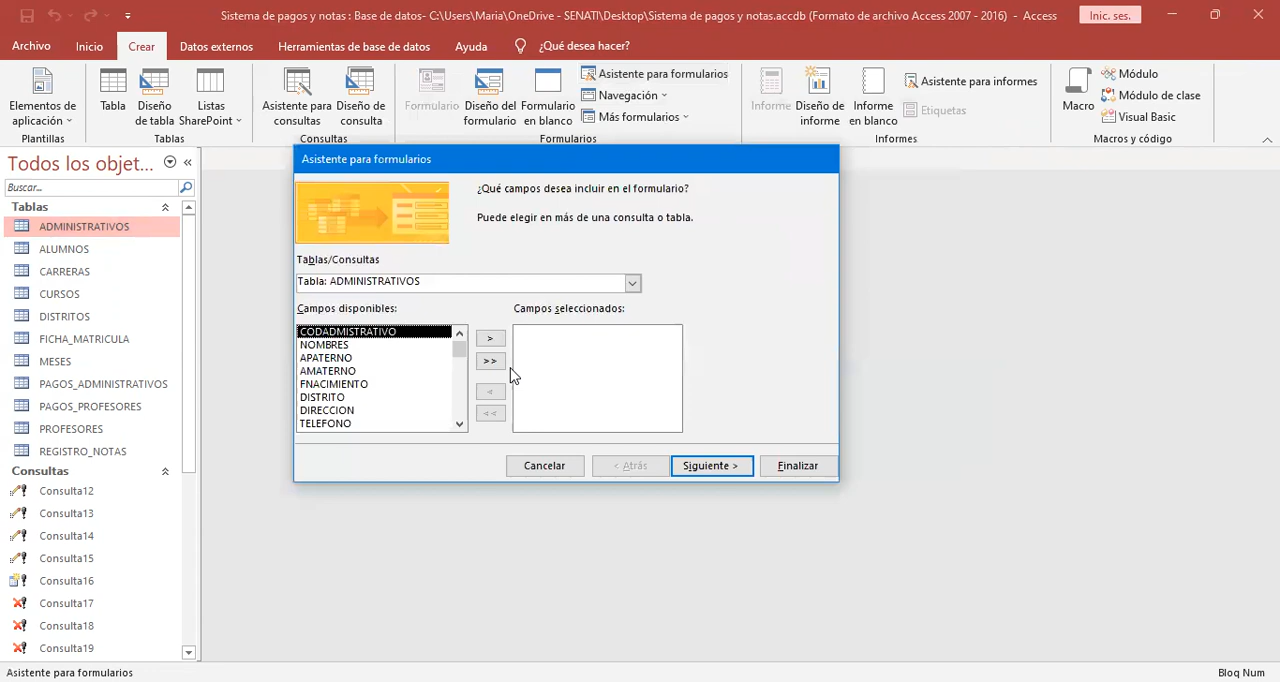 Sistema de pagos y notas : Base de datos- C:\Users\Maria\OneDrive - SENATI\Desktop\Sistema de pagos y notas.accdb (Formato de archivo Access 2007 - 2016) - Access
Inic. ses.
Archivo Inicio Crear Datos externos Herramientas de base de datos Ayuda ¿Qué desea hacer?
Elementos de aplicación
Plantillas
Tabla
Diseño de tabla
Listas SharePoint
Tablas
Asistente para consultas
Diseño de consulta
Consultas
Formulario
Diseño del formulario
Formulario en blanco
Asistente para formularios
Navegación
Más formularios
Formularios
Informe
Diseño de informe
Informe en blanco
Asistente para informes
Etiquetas
Informes
Macro
Módulo
Módulo de clase
Visual Basic
Macros y código
Todos los objet...
Buscar...
Tablas
ADMINISTRATIVOS
ALUMNOS
CARRERAS
CURSOS
DISTRITOS
FICHA_MATRICULA
MESES
PAGOS_ADMINISTRATIVOS
PAGOS_PROFESORES
PROFESORES
REGISTRO_NOTAS
Consultas
Consulta12
Consulta13
Consulta14
Consulta15
Consulta16
Consulta17
Consulta18
Consulta19
Asistente para formularios
¿Qué campos desea incluir en el formulario?
Puede elegir en más de una consulta o tabla.
Tablas/Consultas
Tabla: ADMINISTRATIVOS
Campos disponibles:
CODADMISTRATIVO
NOMBRES
APATERNO
AMATERNO
FNACIMIENTO
DISTRITO
DIRECCION
TELEFONO
>
>>
<
<<
Campos seleccionados:
Cancelar
< Atrás
Siguiente >
Finalizar
Asistente para formularios
Bloq Num